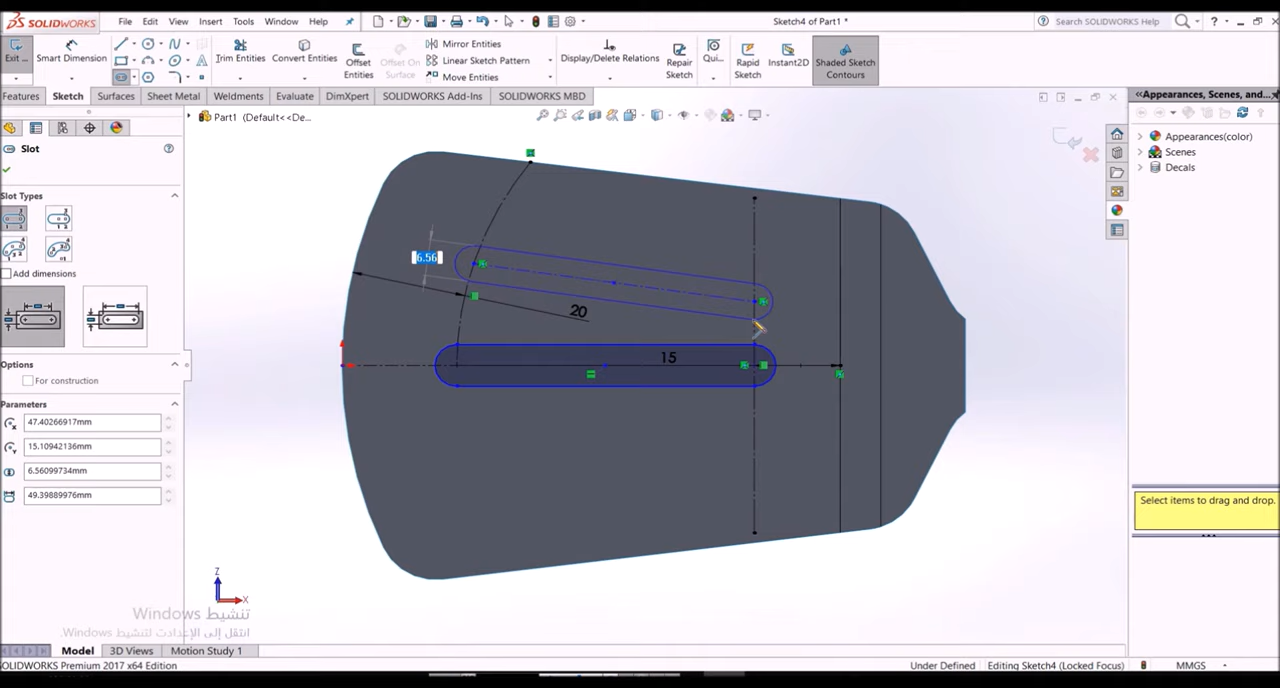 SOLIDWORKS File Edit View Insert Tools Window Help Sketch4 of Part1 * Search SOLIDWORKS Help
Exit ... Smart Dimension Trim Entities Convert Entities Offset Entities Offset On Surface Mirror Entities Linear Sketch Pattern Move Entities Display/Delete Relations Repair Sketch Qui... Rapid Sketch Instant2D Shaded Sketch Contours
Features Sketch Surfaces Sheet Metal Weldments Evaluate DimXpert SOLIDWORKS Add-Ins SOLIDWORKS MBD
Appearances, Scenes, and...
Part1 (Default<<De...
Appearances(color)
Scenes
Decals
Slot
Slot Types
Add dimensions
Options
For construction
Parameters
47.40266917mm
15.10942136mm
6.56099734mm
49.39889976mm
6.56
20
15
Select items to drag and drop.
Z
X
تنشيط Windows
انتقل إلى الإعدادات لتنشيط Windows.
Model 3D Views Motion Study 1
SOLIDWORKS Premium 2017 x64 Edition Under Defined Editing Sketch4 (Locked Focus) MMGS